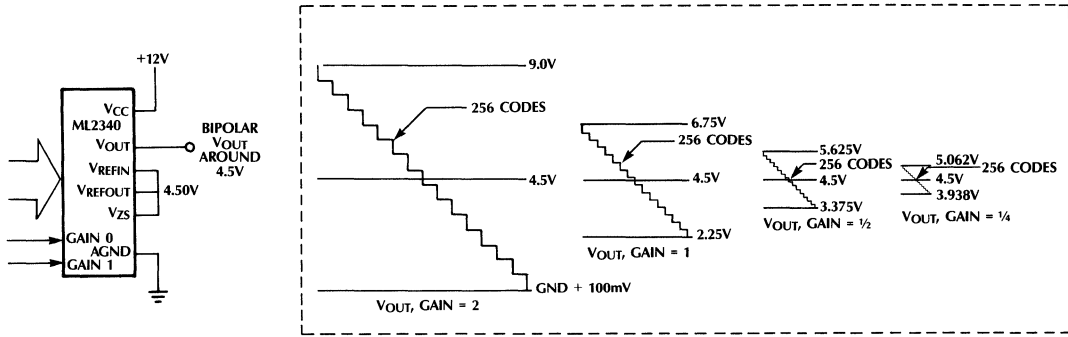 +12V
VCC
ML2340
VOUT
BIPOLAR
VOUT
AROUND
4.5V
VREFIN
VREFOUT
4.50V
VZS
GAIN 0
AGND
GAIN 1
9.0V
256 CODES
4.5V
GND + 100mV
VOUT, GAIN = 2
6.75V
256 CODES
4.5V
2.25V
VOUT, GAIN = 1
5.625V
256 CODES
4.5V
3.375V
VOUT, GAIN = ½
5.062V
256 CODES
4.5V
3.938V
VOUT, GAIN = ¼